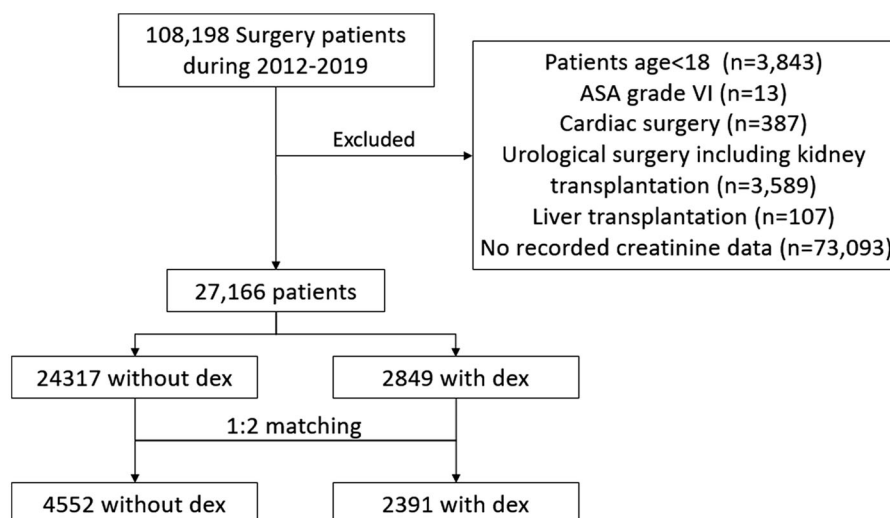 108,198 Surgery patients
during 2012-2019
Patients age<18 (n=3,843)
ASA grade VI (n=13)
Cardiac surgery (n=387)
Urological surgery including kidney
transplantation (n=3,589)
Liver transplantation (n=107)
No recorded creatinine data (n=73,093)
Excluded
27,166 patients
24317 without dex
2849 with dex
1:2 matching
4552 without dex
2391 with dex